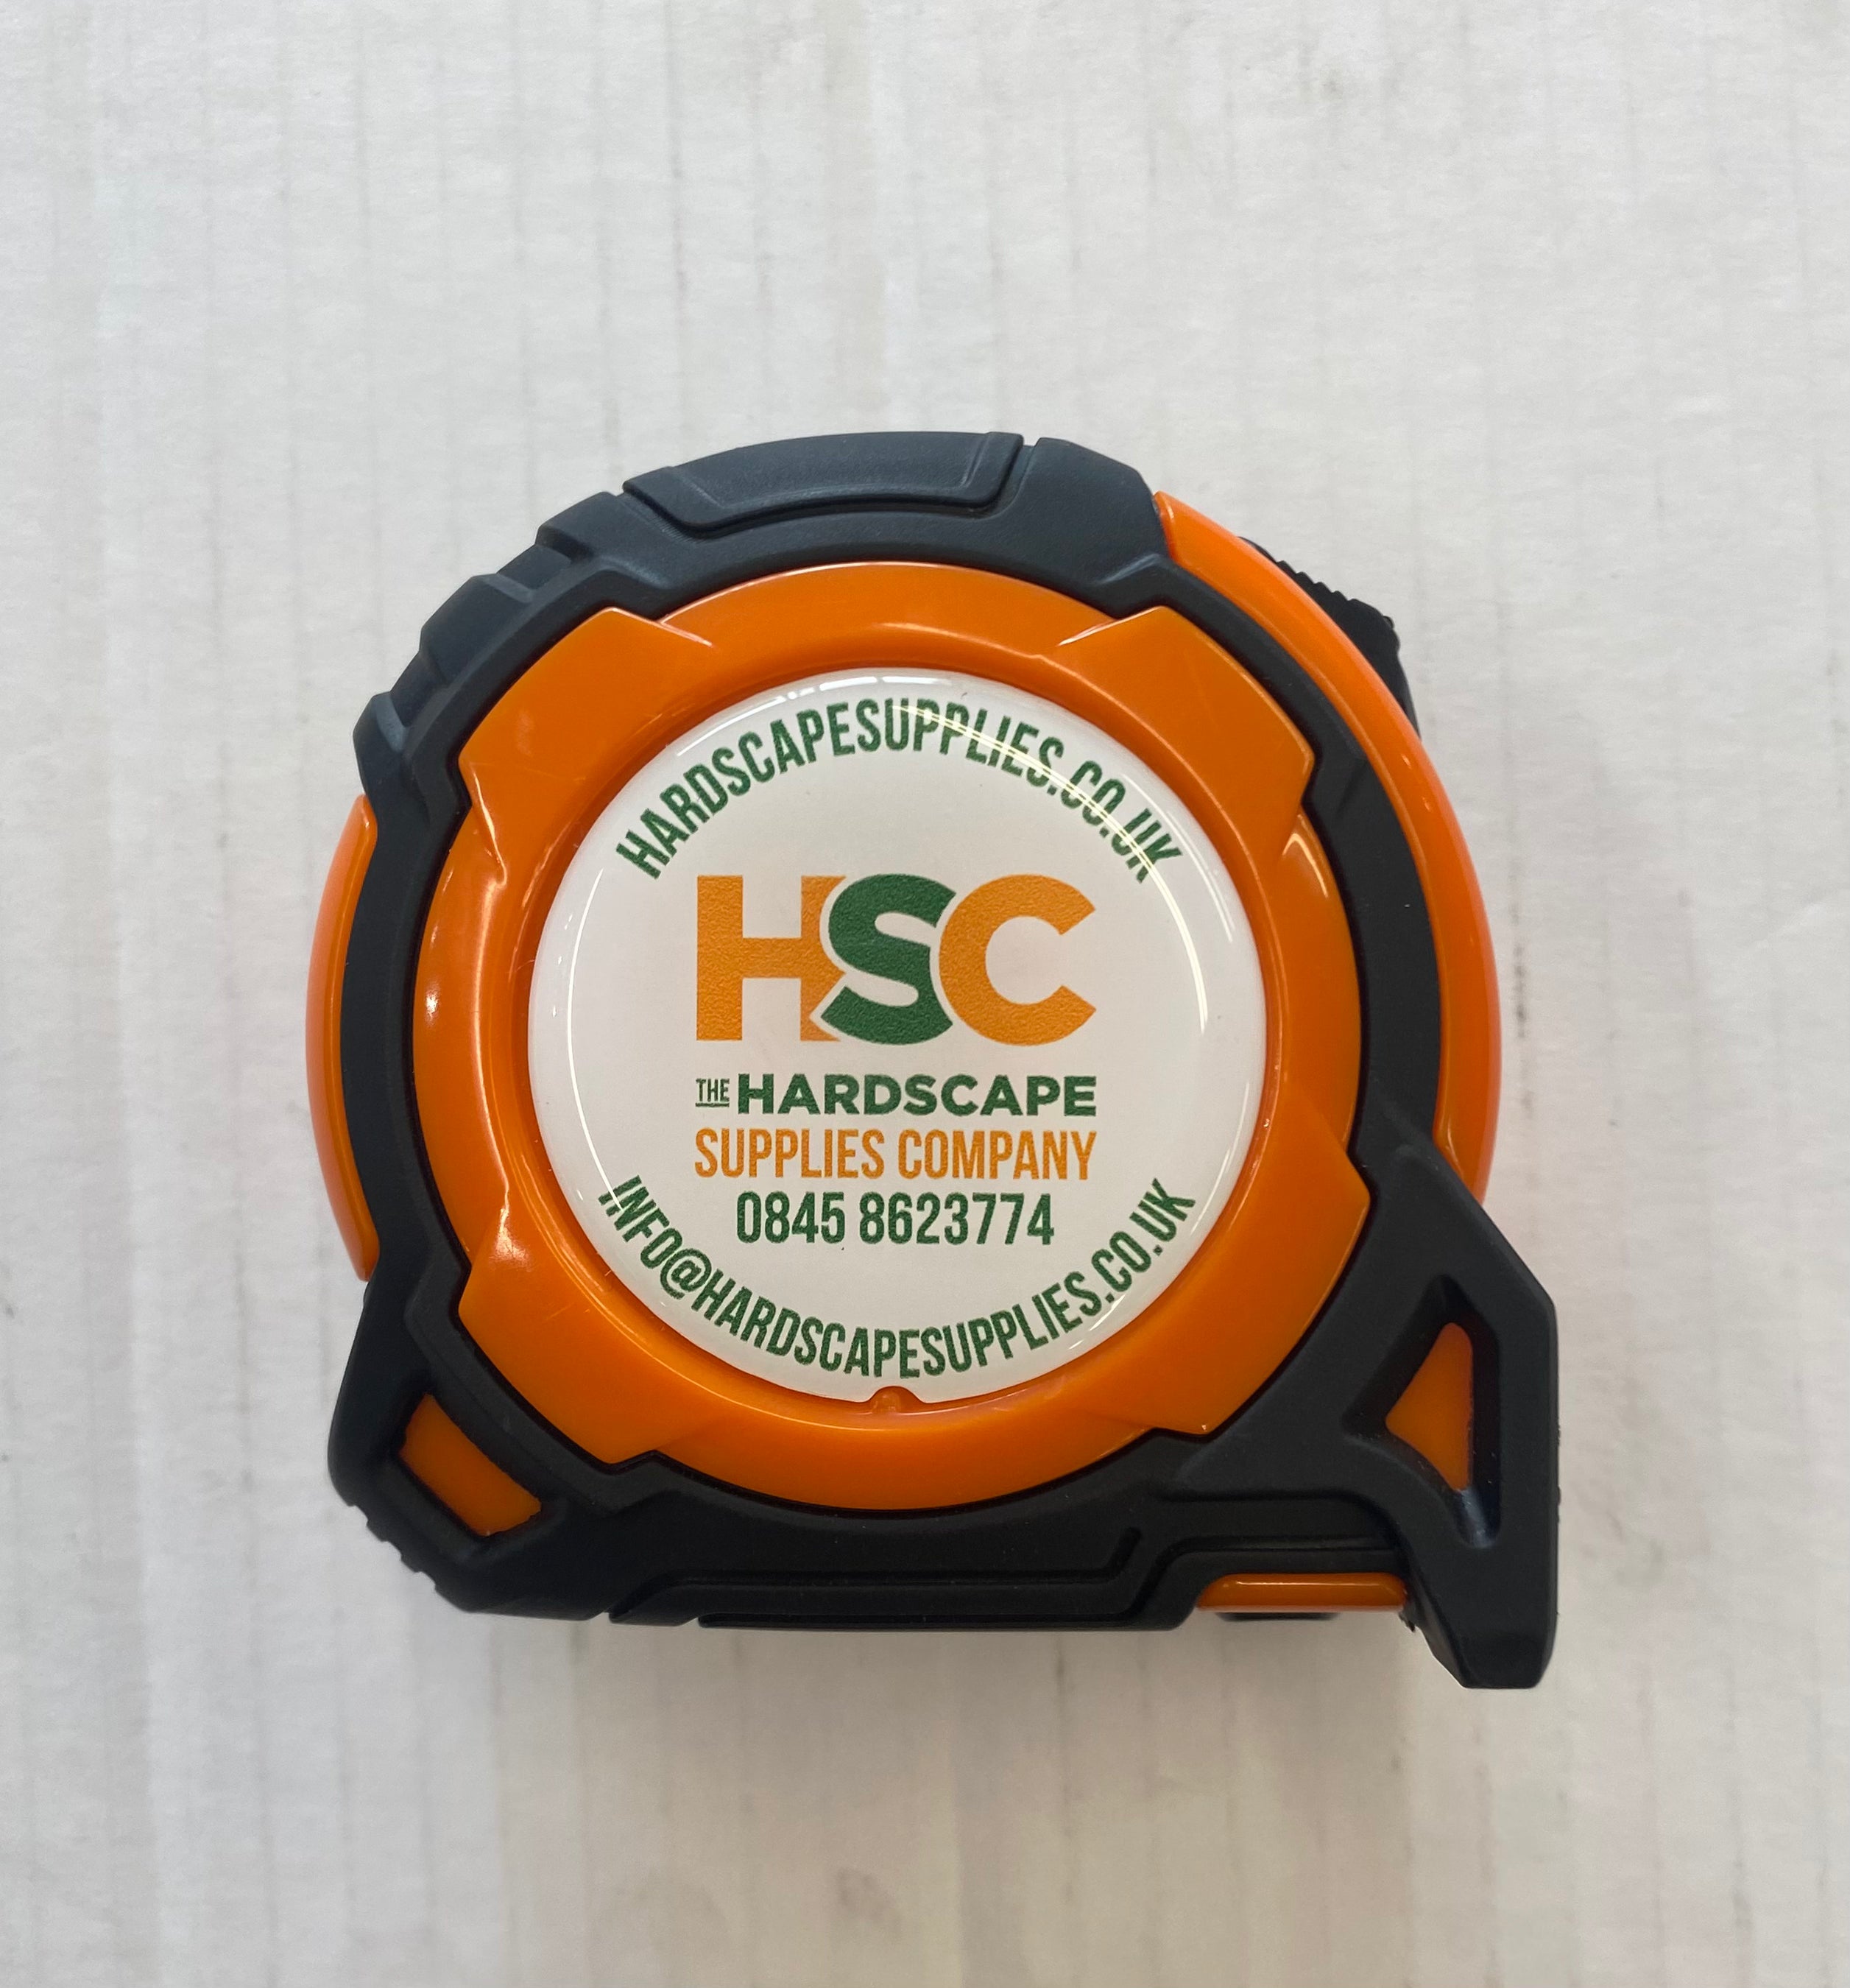 HARDSCAPESUPPLIES.CO.UK
HSC
THE HARDSCAPE
SUPPLIES COMPANY
0845 8623774
INFO@HARDSCAPESUPPLIES.CO.UK